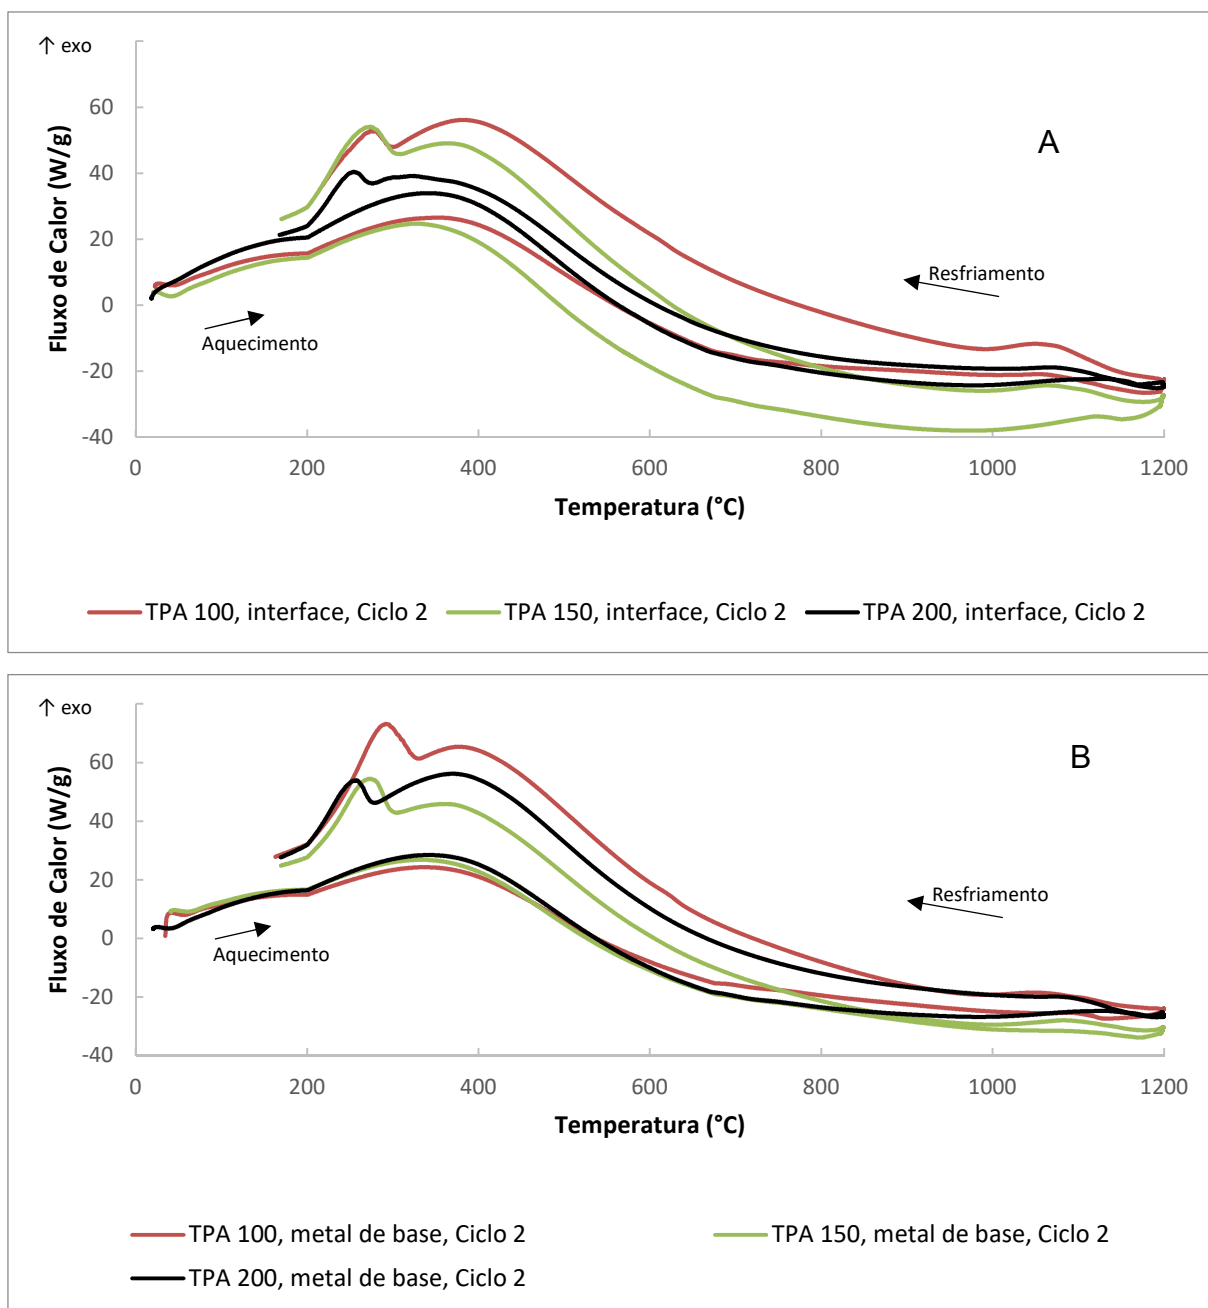 ↑ exo
A
Fluxo de Calor (W/g)
60
40
20
0
-20
-40
Resfriamento
Aquecimento
0 200 400 600 800 1000 1200
Temperatura (°C)
TPA 100, interface, Ciclo 2 TPA 150, interface, Ciclo 2 TPA 200, interface, Ciclo 2
↑ exo
B
Fluxo de Calor (W/g)
60
40
20
0
-20
-40
Resfriamento
Aquecimento
0 200 400 600 800 1000 1200
Temperatura (°C)
TPA 100, metal de base, Ciclo 2 TPA 150, metal de base, Ciclo 2
TPA 200, metal de base, Ciclo 2